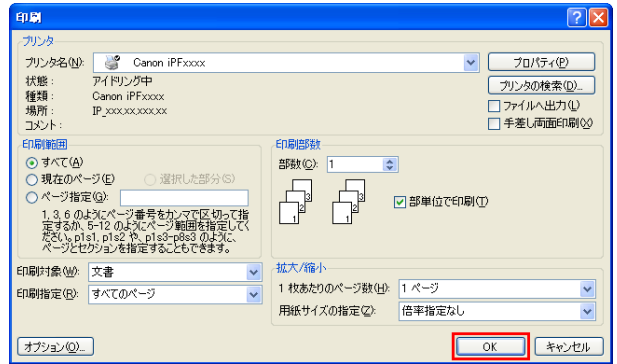 印刷
プリンタ
プリンタ名(N): Canon iPFxxxx プロパティ(P)
状態: アイドリング中 プリンタの検索(D)...
種類: Canon iPFxxxx
場所: IP_xxx.xxx.xxx.xx ファイルへ出力(L)
コメント: 手差し両面印刷(X)
印刷範囲
すべて(A)
現在のページ(E) 選択した部分(S)
ページ指定(G):
1,3,6 のようにページ番号をカンマで区切って指
定するか、5-12 のようにページ範囲を指定してく
ださい。p1s1, p1s2 や、p1s3-p8s3 のように、
ページとセクションを指定することもできます。
印刷部数
部数(C): 1
1 2 3
1 2 3
部単位で印刷(T)
印刷対象(W): 文書
印刷指定(R): すべてのページ
拡大/縮小
1 枚あたりのページ数(H): 1 ページ
用紙サイズの指定(Z): 倍率指定なし
オプション(O)... OK キャンセル